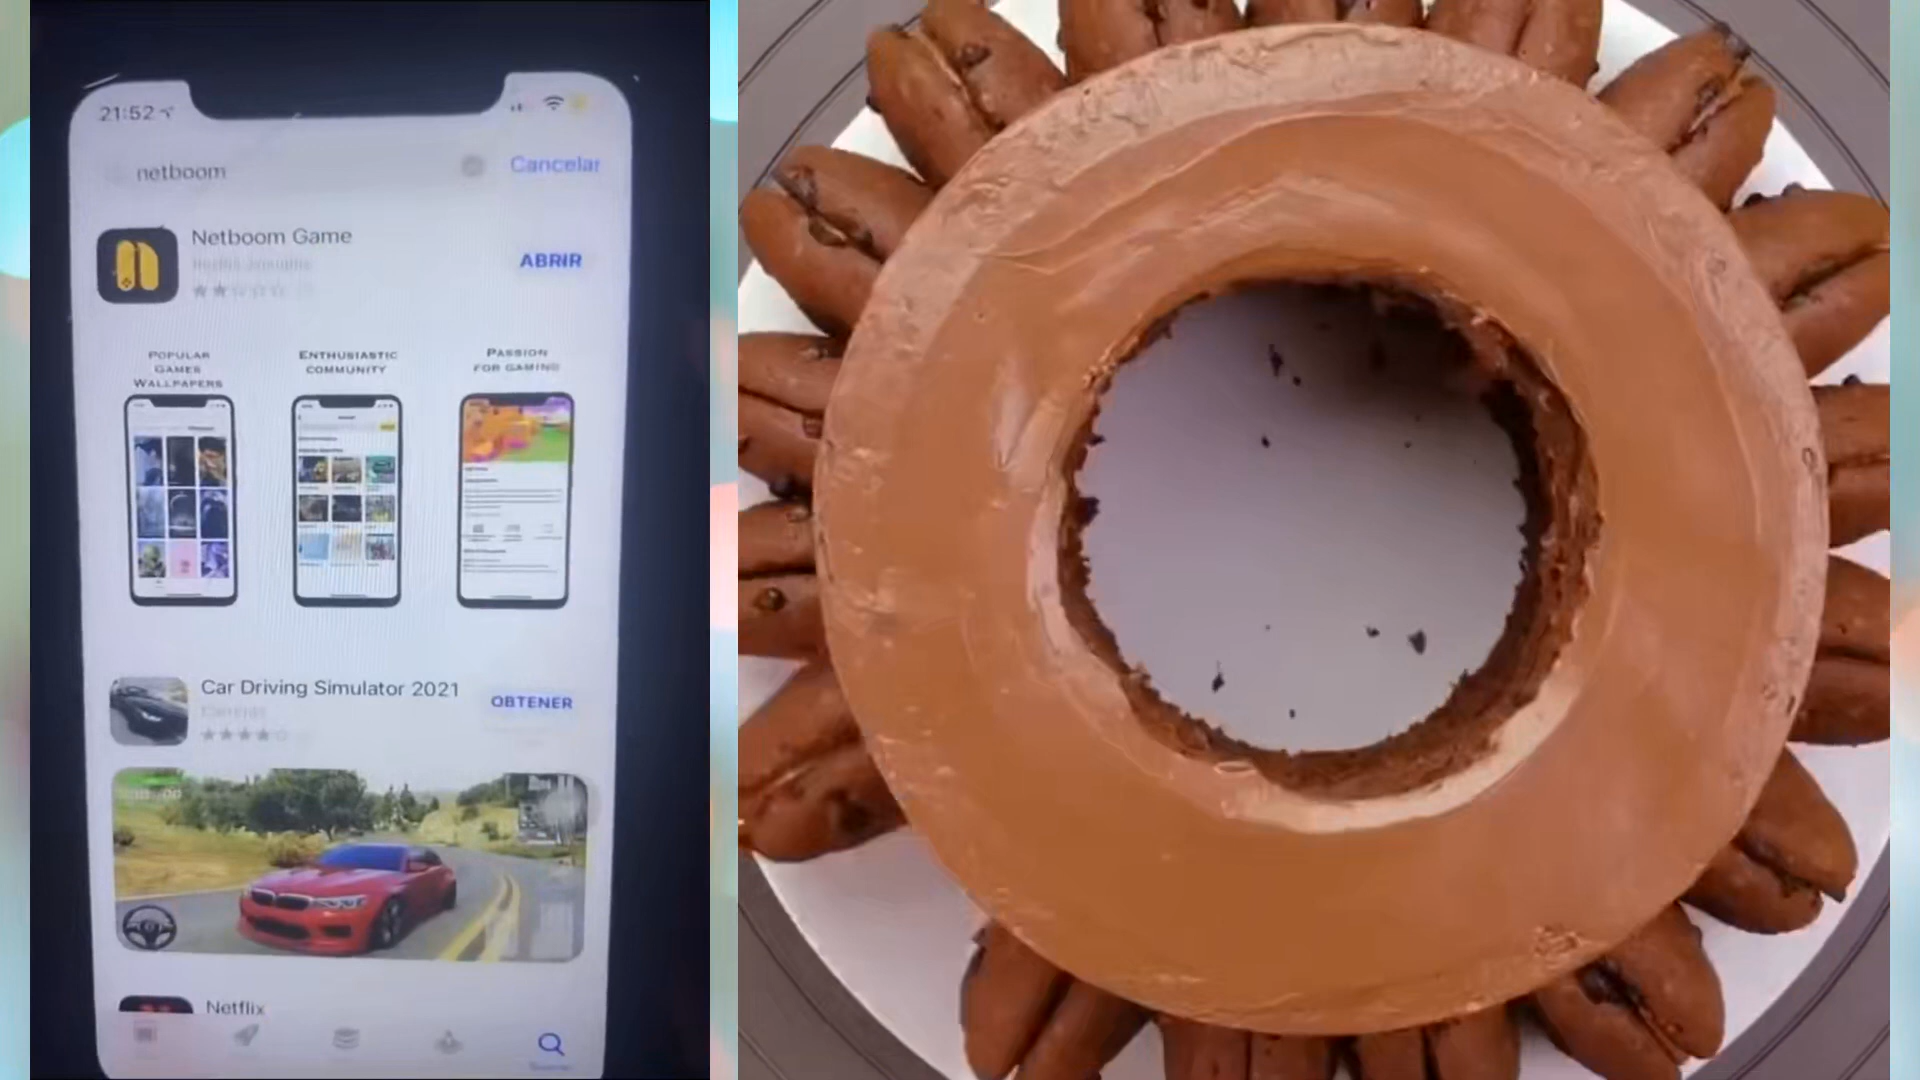 21:52
netboom
Cancelar
Netboom Game
ABRIR
POPULAR
GAMES
WALLPAPERS
ENTHUSIASTIC
COMMUNITY
PASSION
FOR GAMING
Car Driving Simulator 2021
OBTENER
Netflix